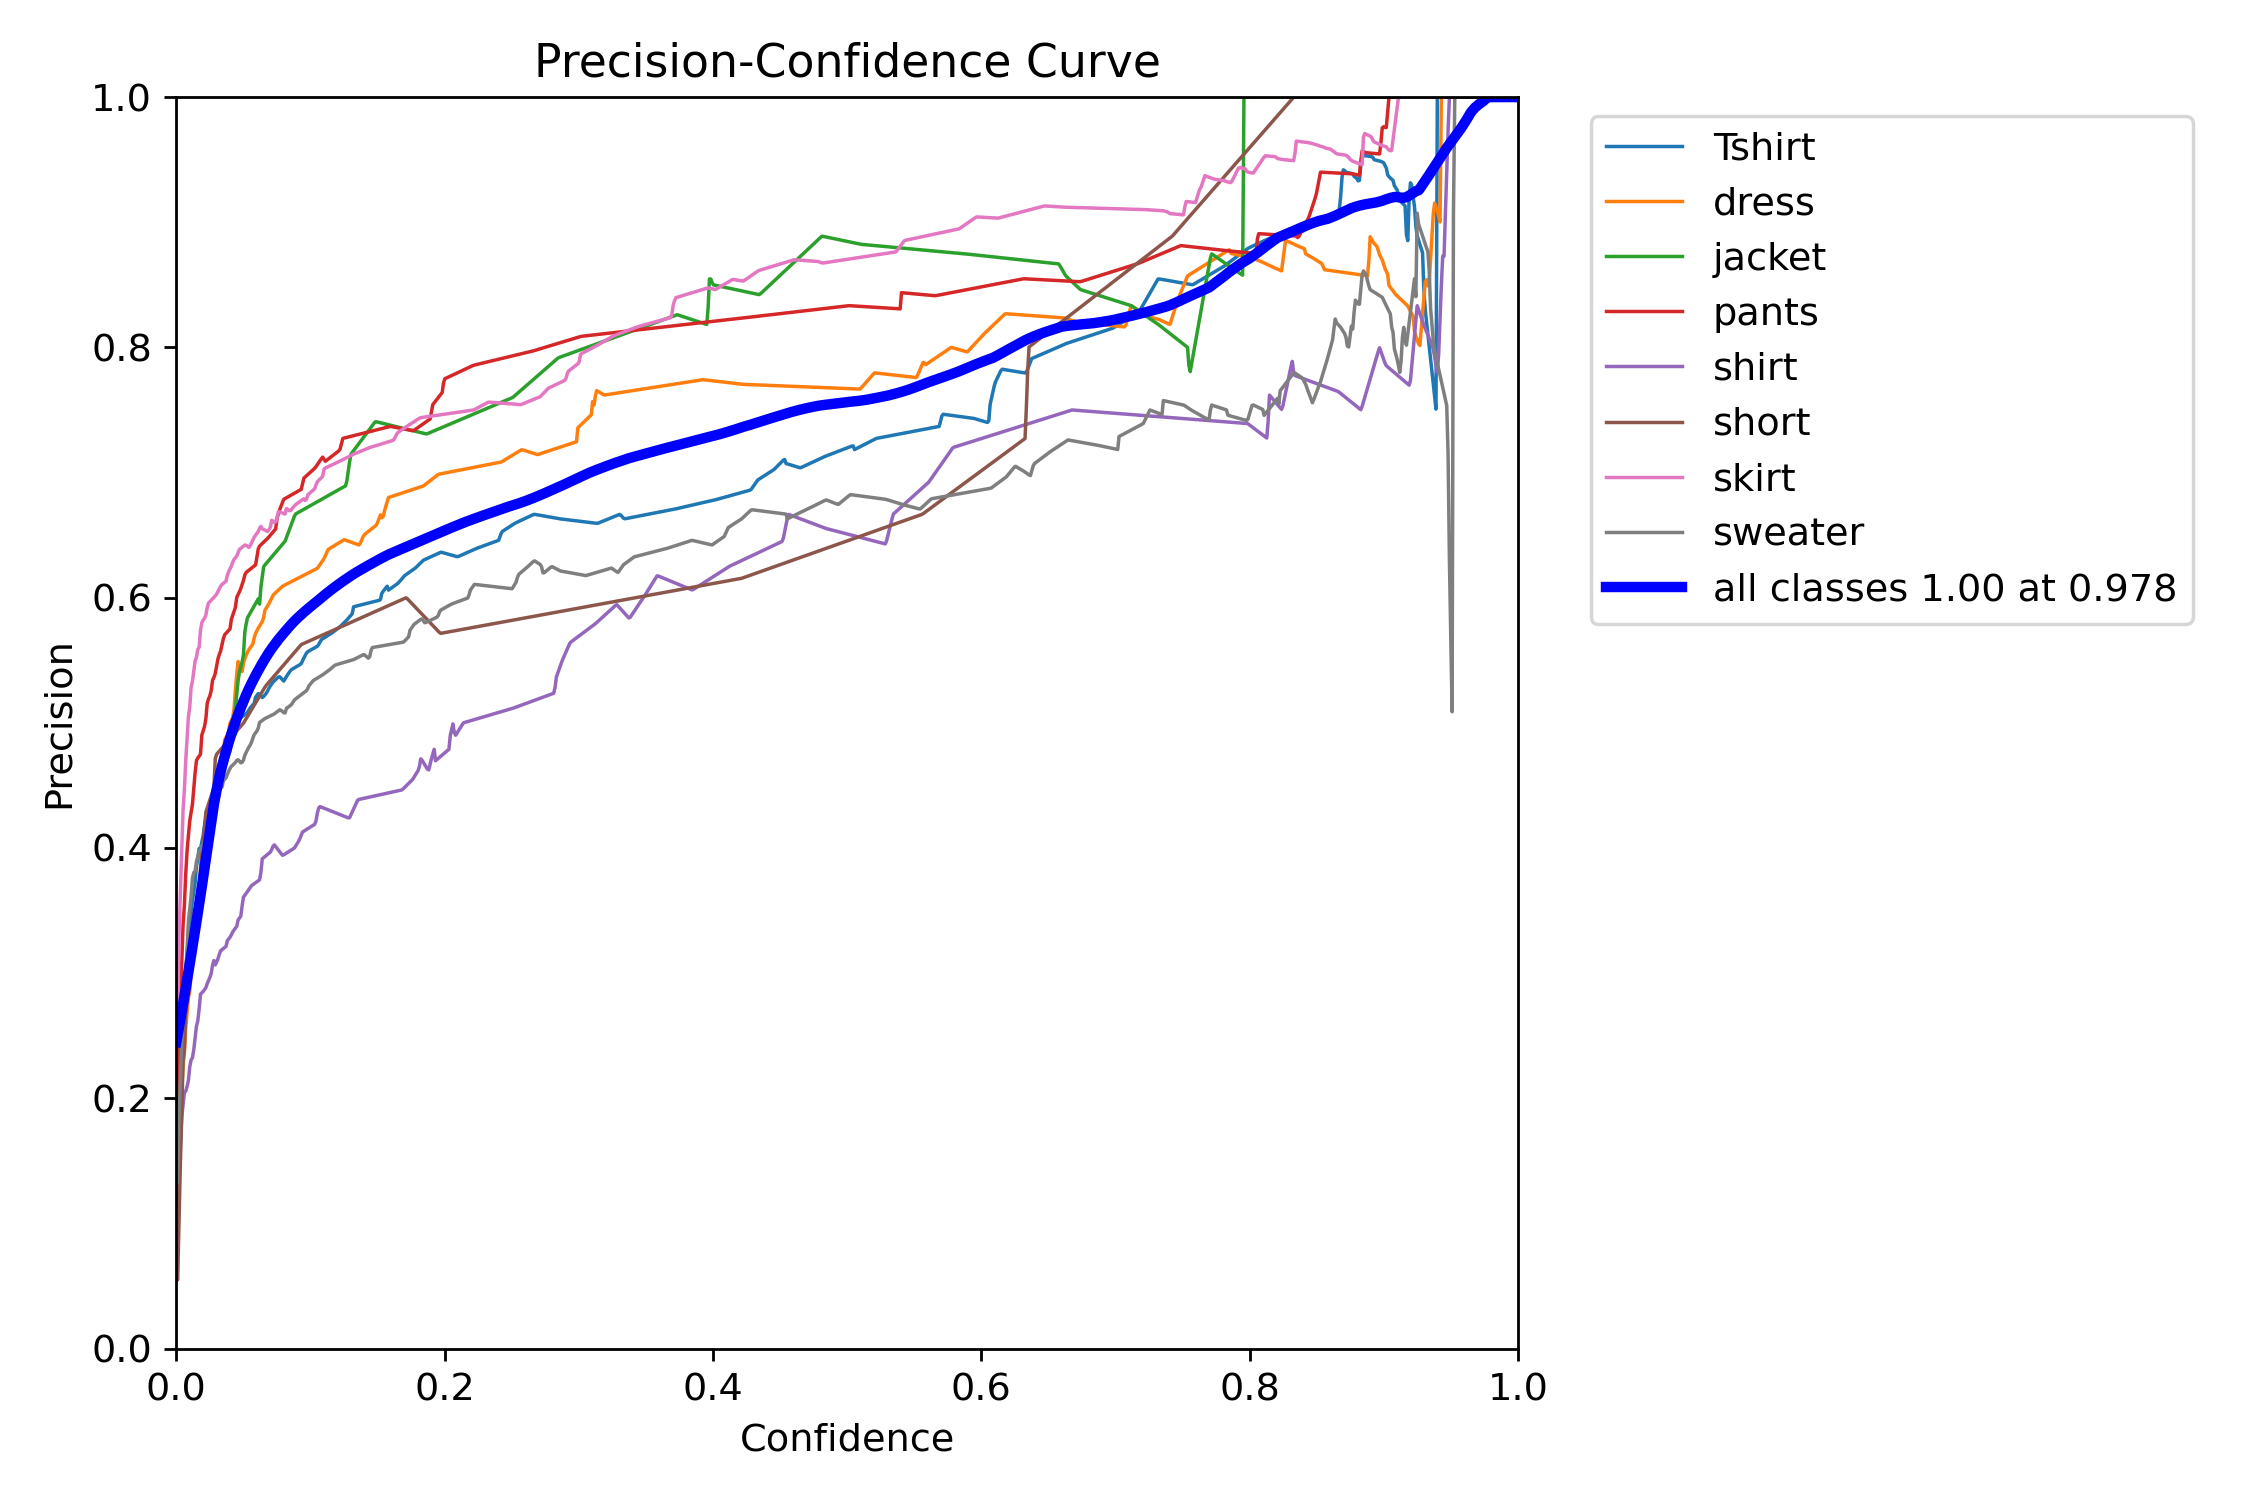 Precision-Confidence Curve
1.0
0.8
0.6
0.4
0.2
0.0
Precision
0.0 0.2 0.4 0.6 0.8 1.0
Confidence
Tshirt
dress
jacket
pants
shirt
short
skirt
sweater
all classes 1.00 at 0.978